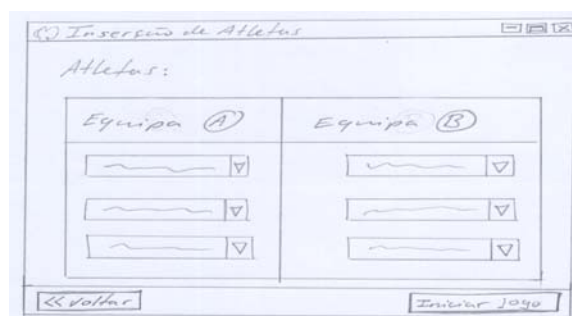 Inserção de Atletas
Atletas:
Equipa A
Equipa B
<< Voltar
Iniciar Jogo